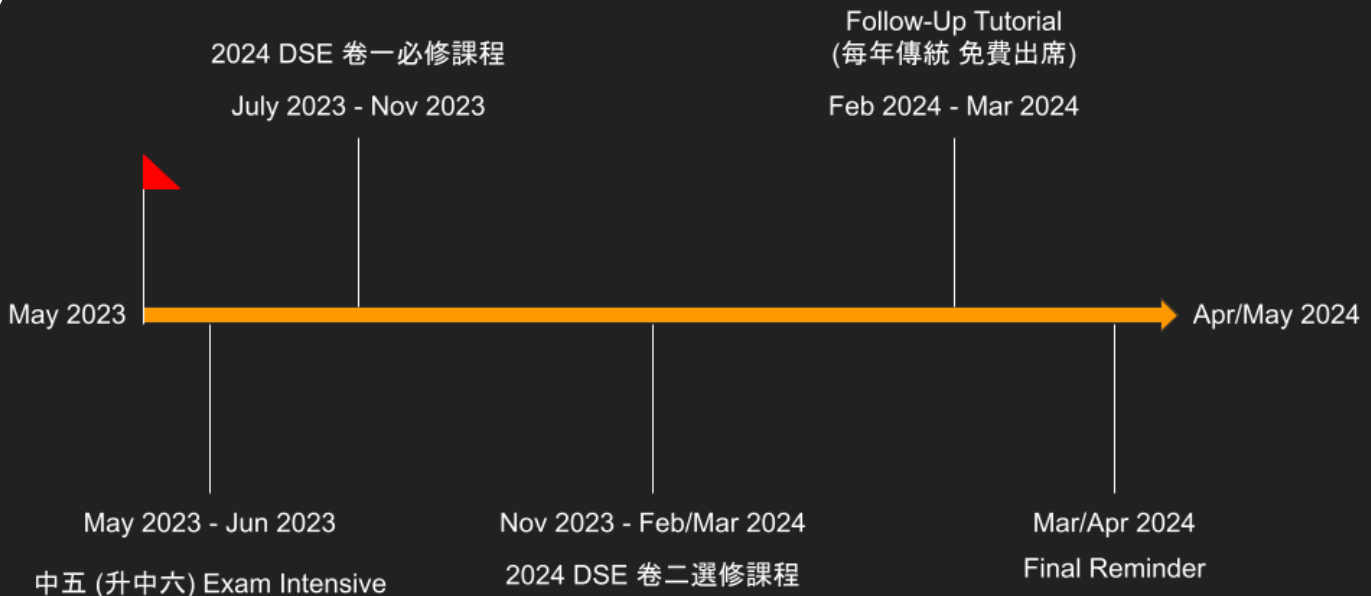 Follow-Up Tutorial
2024 DSE 卷一必修課程
(每年傳統 免費出席)
July 2023 - Nov 2023
Feb 2024 - Mar 2024
May 2023
Apr/May 2024
May 2023 - Jun 2023
Nov 2023 - Feb/Mar 2024
Mar/Apr 2024
中五 (升中六) Exam Intensive
2024 DSE 卷二選修課程
Final Reminder